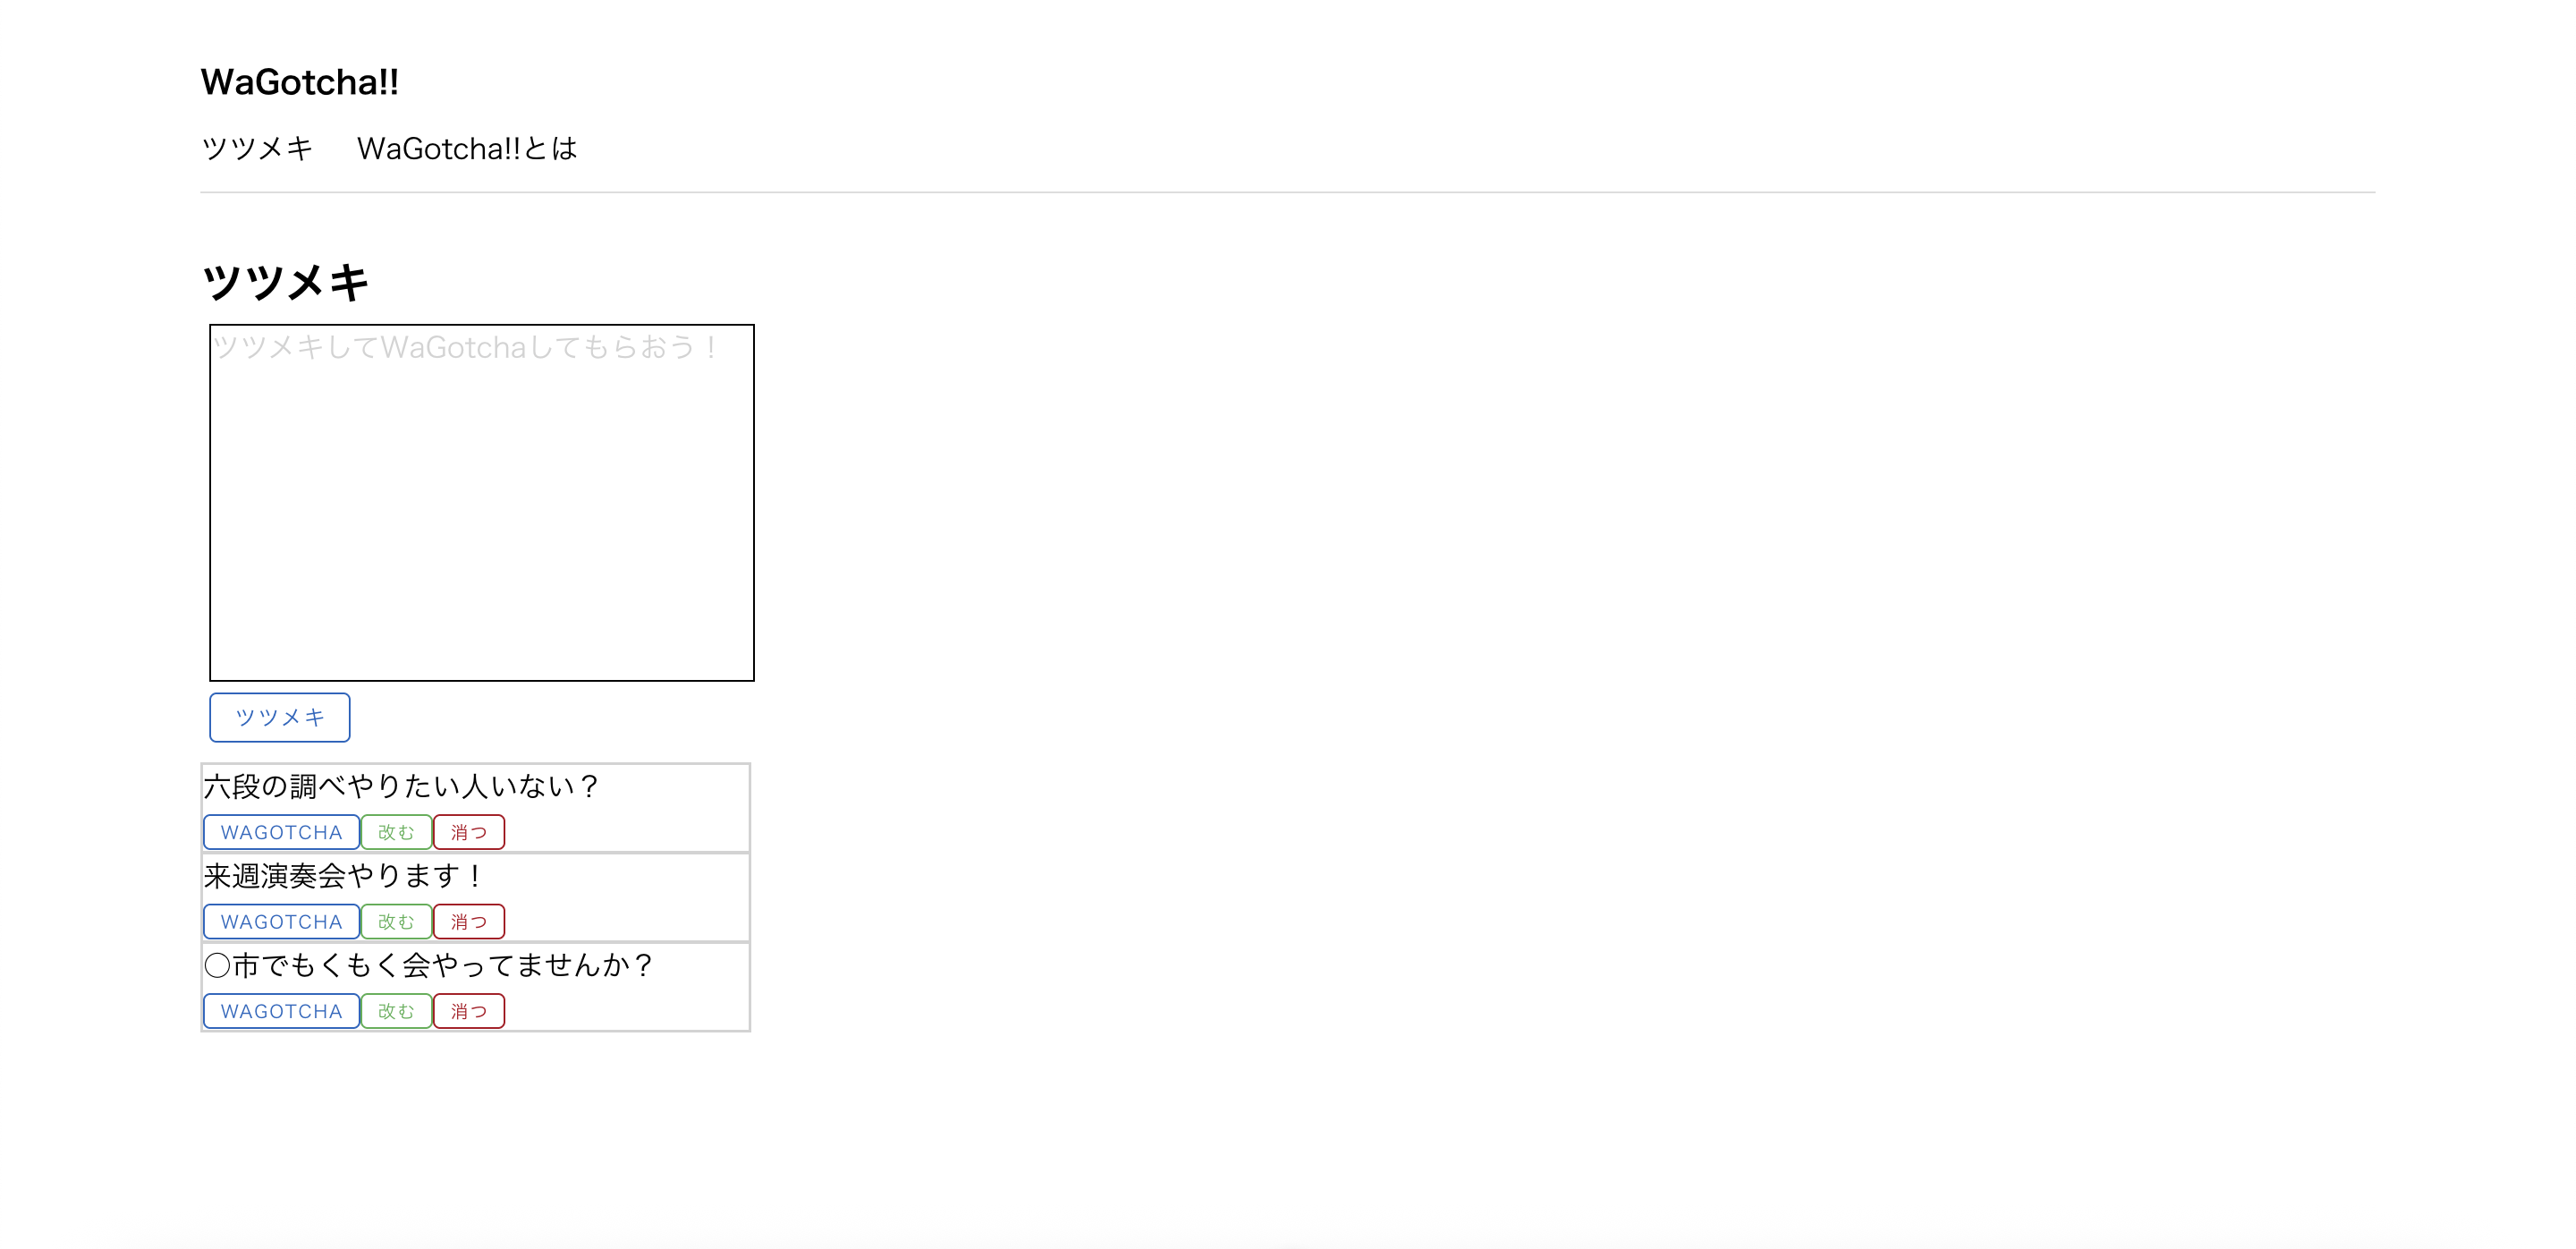 WaGotcha!!
ツツメキ WaGotcha!!とは
ツツメキ
ツツメキしてWaGotchaしてもらおう！
ツツメキ
六段の調べやりたい人いない？
WAGOTCHA 改む 消つ
来週演奏会やります！
WAGOTCHA 改む 消つ
○市でもくもく会やってませんか？
WAGOTCHA 改む 消つ